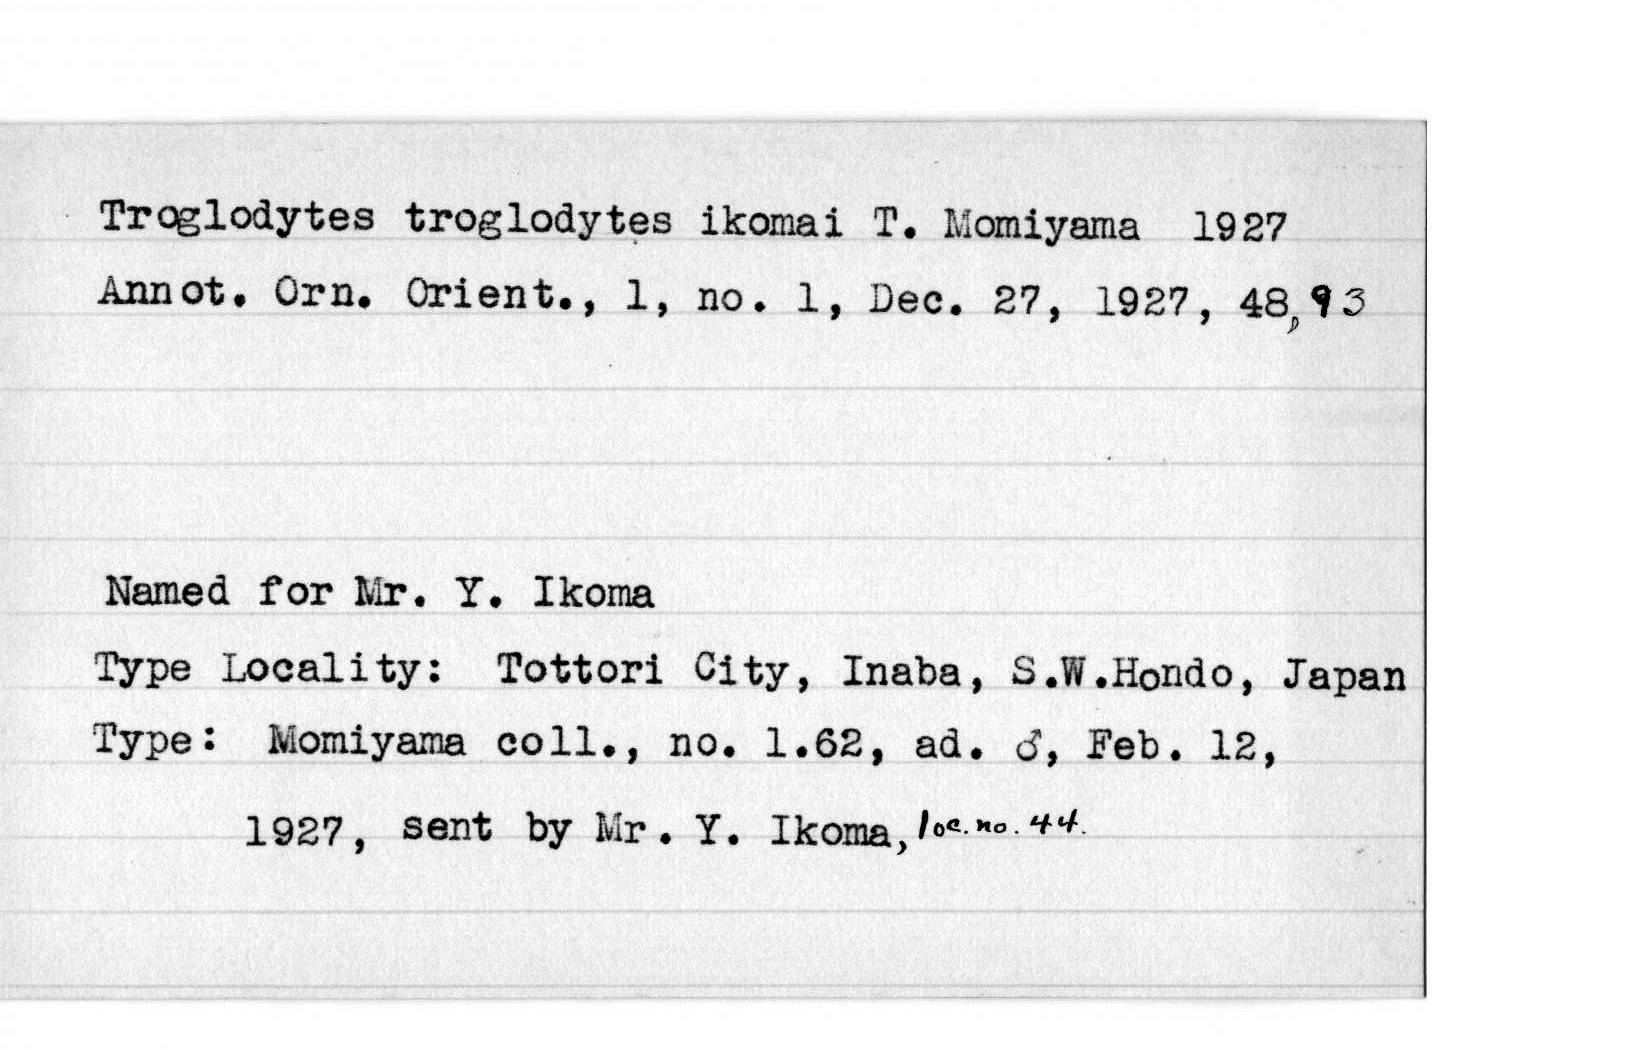 Troglodytes troglodytes ikomai T. Momiyama 1927
Annot. Orn. Orient., 1, no. 1, Dec. 27, 1927, 48, 93
Named for Mr. Y. Ikoma
Type Locality: Tottori City, Inaba, S.W.Hondo, Japan
Type: Momiyama coll., no. 1.62, ad. ♂, Feb. 12,
1927, sent by Mr. Y. Ikoma, loc. no. 44.